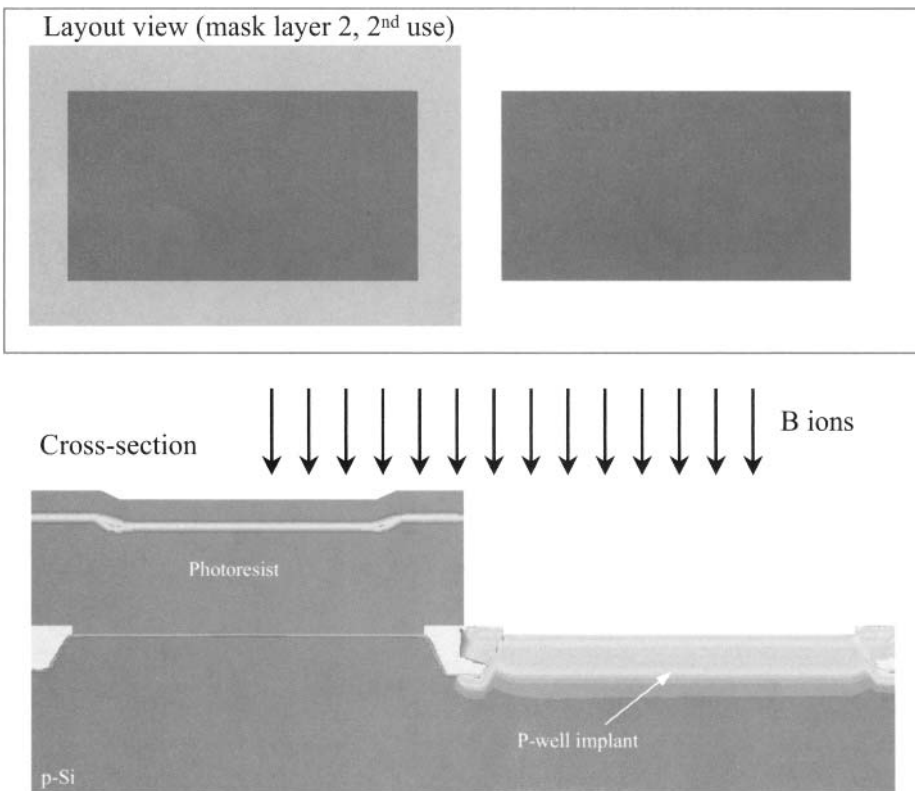 Layout view (mask layer 2, 2nd use)
B ions
Cross-section
Photoresist
P-well implant
p-Si